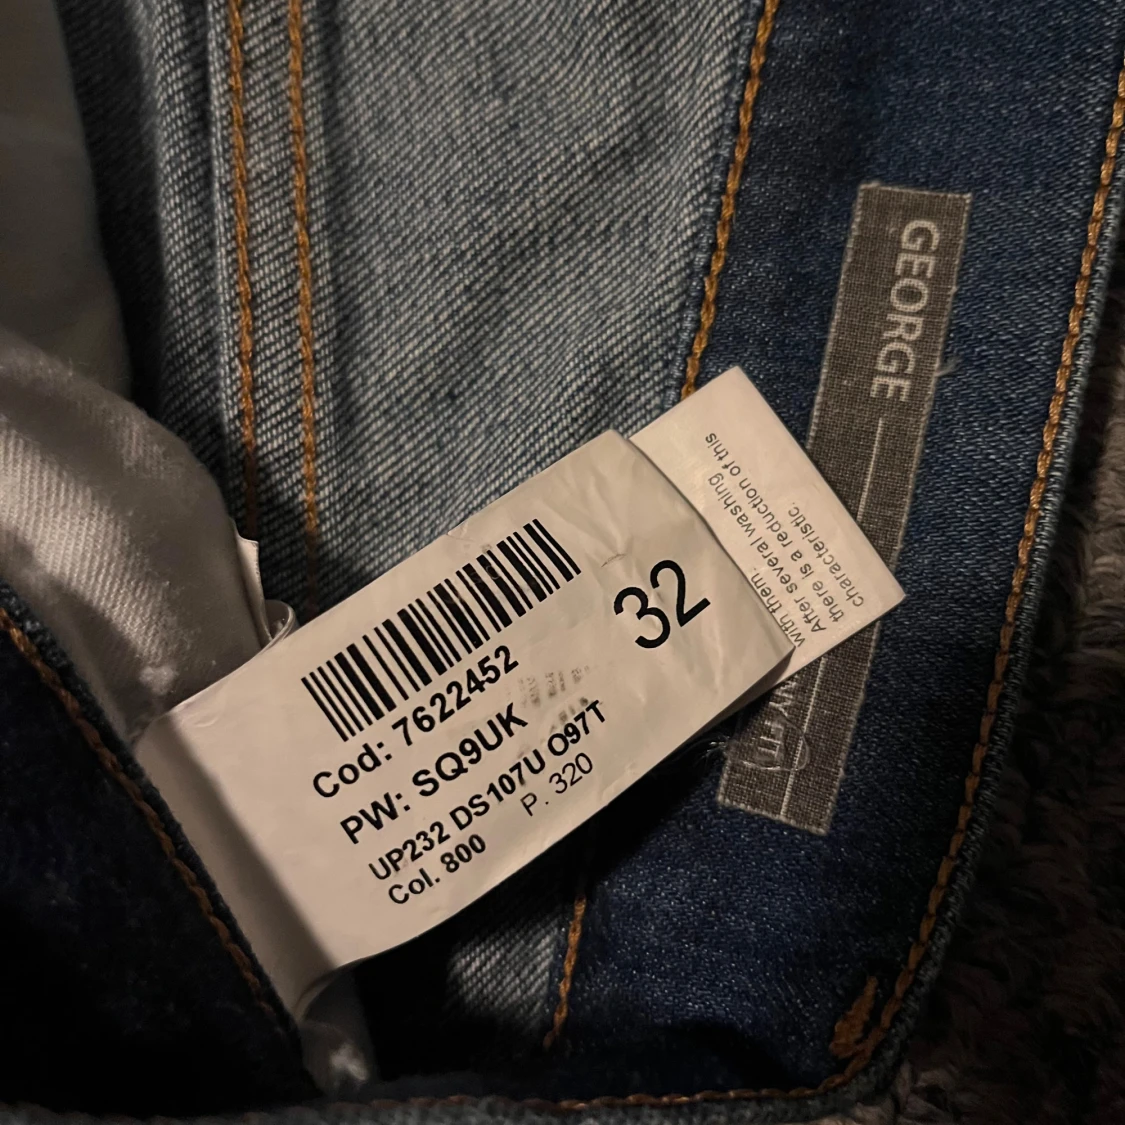 32
Cod: 7622452
PW: SQ9UK
UP232 DS107U O97T
Col. 800 P. 320
with them.
After several washing
there is a reduction of this
characteristic.
GEORGE